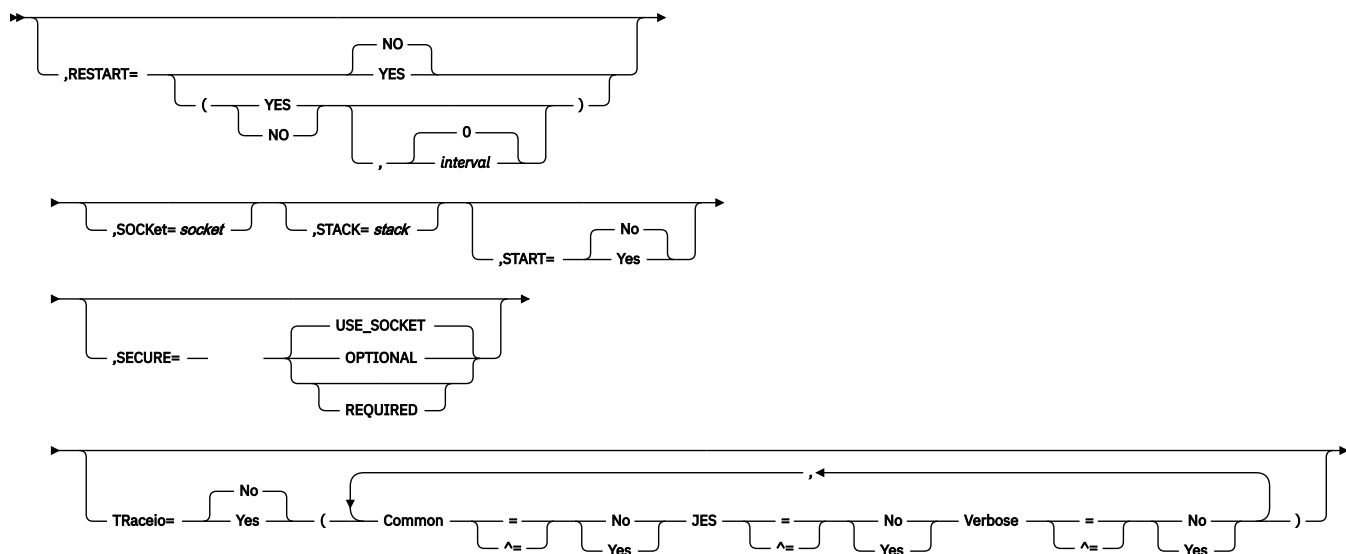 NO
,RESTART= YES
( YES )
NO
0
, interval
,SOCKet= socket ,STACK= stack No
,START= Yes
USE_SOCKET
,SECURE= OPTIONAL
REQUIRED
,
No
TRaceio= Yes ( Common = No JES = No Verbose = No )
^= Yes ^= Yes ^= Yes